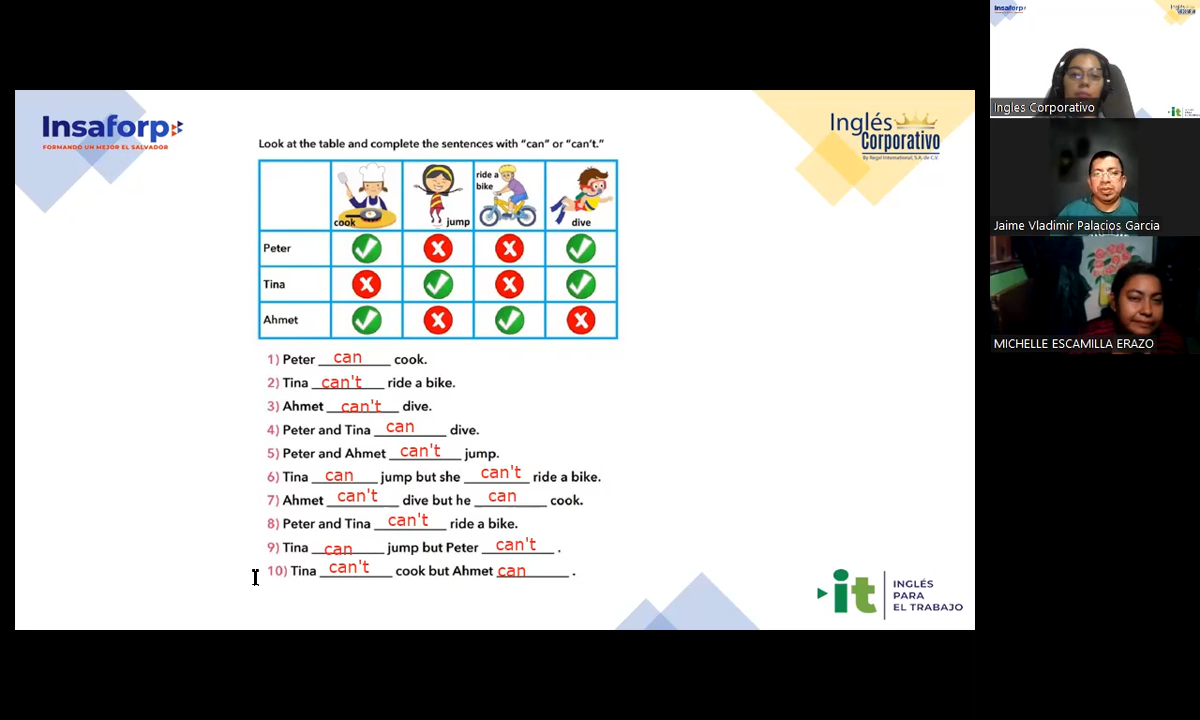 Insaforp
FORMANDO UN MEJOR EL SALVADOR
Inglés
Corporativo
By Regal International, S.A. de C.V.
Look at the table and complete the sentences with “can” or “can’t.”
cook
jump
ride a
bike
dive
Peter
Tina
Ahmet
1) Peter can cook.
2) Tina can't ride a bike.
3) Ahmet can't dive.
4) Peter and Tina can dive.
5) Peter and Ahmet can't jump.
6) Tina can jump but she can't ride a bike.
7) Ahmet can't dive but he can cook.
8) Peter and Tina can't ride a bike.
9) Tina can jump but Peter can't .
10) Tina can't cook but Ahmet can .
it
INGLÉS
PARA
EL TRABAJO
Insaforp
Ingles Corporativo
it
Jaime Vladimir Palacios Garcia
MICHELLE ESCAMILLA ERAZO